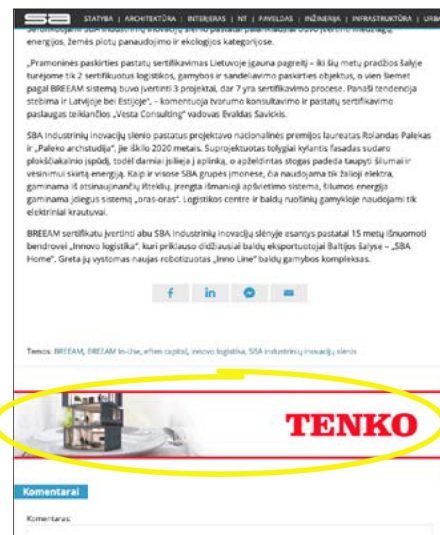 STATYBA | ARCHITEKTŪRA | INTERJERAS | NT | PAVELDAS | INŽINERIJA | INFRASTRUKTŪRA | URBA
energijos, žemės plotų panaudojimo ir ekologijos kategorijose.
„Pramoninės paskirties pastatų sertifikavimas Lietuvoje įgauna pagreitį – iki šių metų pradžios šalyje
turėjome tik 2 sertifikuotus logistikos, gamybos ir sandėliavimo paskirties objektus, o vien šiemet
pagal BREEAM sistemą buvo įvertinti 3 projektai, dar 7 yra sertifikavimo procese. Panaši tendencija
stebima ir Latvijoje bei Estijoje", – komentuoja tvarumo konsultavimo ir pastatų sertifikavimo
paslaugas teikiančios „Vesta Consulting" vadovas Evaldas Savickis.
SBA Industrinių inovacijų slėnio pastatus projektavo nacionalinės premijos laureatas Rolandas Palekas
ir „Paleko archstudija", jie iškilo 2020 metais. Suprojektuotas tolygiai kylantis fasadas sudaro
plokščiakalnio įspūdį, todėl darniai įsilieja į aplinką, o apželdintas stogas padeda taupyti šilumai ir
vėsinimui skirtą energiją. Kaip ir visose SBA grupės įmonėse, čia naudojama tik žalioji elektra,
gaminama iš atsinaujinančių išteklių, įrengta išmanioji apšvietimo sistema, šilumos energija
gaminama įdiegus sistemą „oras-oras". Logistikos centre ir baldų ruošinių gamykloje naudojami tik
elektriniai krautuvai.
BREEAM sertifikatu įvertinti abu SBA industrinių inovacijų slėnyje esantys pastatai 15 metų išnuomoti
bendrovei „Innovo logistika", kuri priklauso didžiausiai baldų eksportuotojai Baltijos šalyse – „SBA
Home". Greta jų vystomas naujas robotizuotas „Inno Line" baldų gamybos kompleksas.
f in
Temos: BREEAM, BREEAM In-Use, eften capital, innovo logistika, SBA industrinių inovacijų slėnis
TENKO
Komentarai
Komentaras: